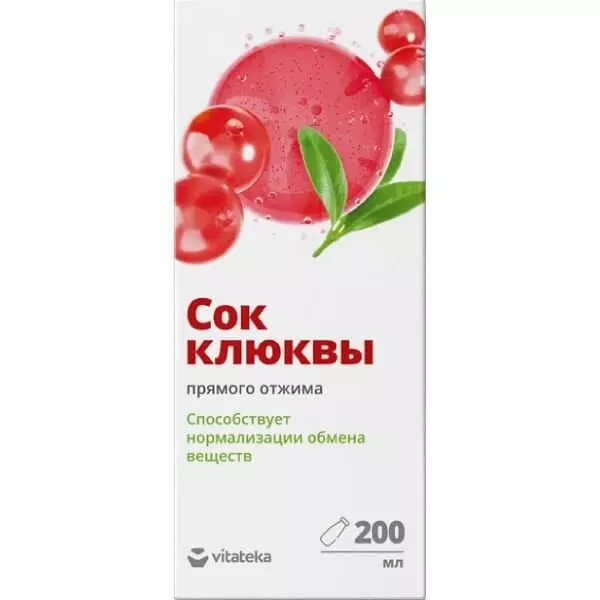 Сок
клюквы
прямого отжима
Способствует
нормализации обмена
веществ
vitateka
200
мл